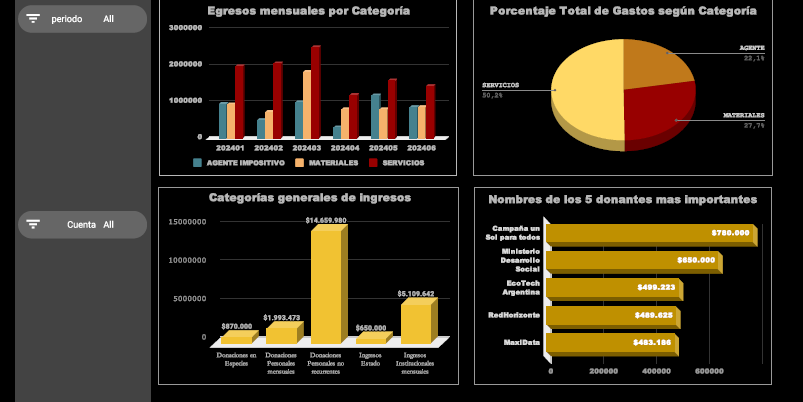 periodo All
Cuenta All
Egresos mensuales por Categoría
3000000
2000000
1000000
0
202401 202402 202403 202404 202405 202406
AGENTE IMPOSITIVO MATERIALES SERVICIOS
Porcentaje Total de Gastos según Categoría
AGENTE
22,1%
SERVICIOS
50,2%
MATERIALES
27,7%
Categorías generales de ingresos
15000000
10000000
5000000
0
$870.000
$1.993.473
$14.659.980
$650.000
$5.109.642
Donaciones en
Especies
Donaciones
Personales
mensuales
Donaciones
Personales no
recurrentes
Ingresos
Estado
Ingresos
Institucionales
mensuales
Nombres de los 5 donantes mas importantes
Campaña un
Sol para todos
$780.000
Ministerio
Desarrollo
Social
$650.000
EcoTech
Argentina
$499.223
RedHorizonte
$489.625
MaxiData
$483.186
0 200000 400000 600000